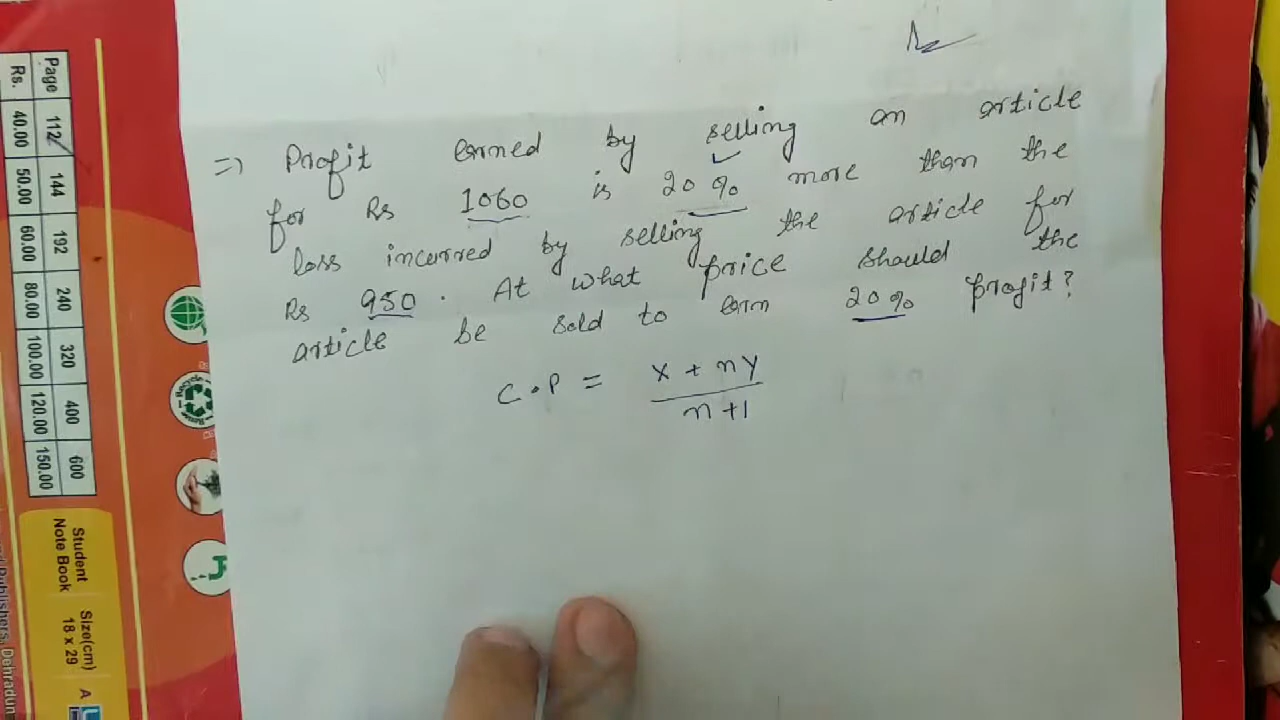 =) Profit earned by selling an article
for Rs 1060 is 20% more than the
loss incurred by selling the article for
Rs 950. At what price should the
article be sold to earn 20% profit?
C.P = x + ny
n+1
Page 112 144 192 240 320 400 600
Rs. 40.00 50.00 60.00 80.00 100.00 120.00 150.00
Student
Note Book
Size(cm)
18 x 29
A
Publishers, Dehradun